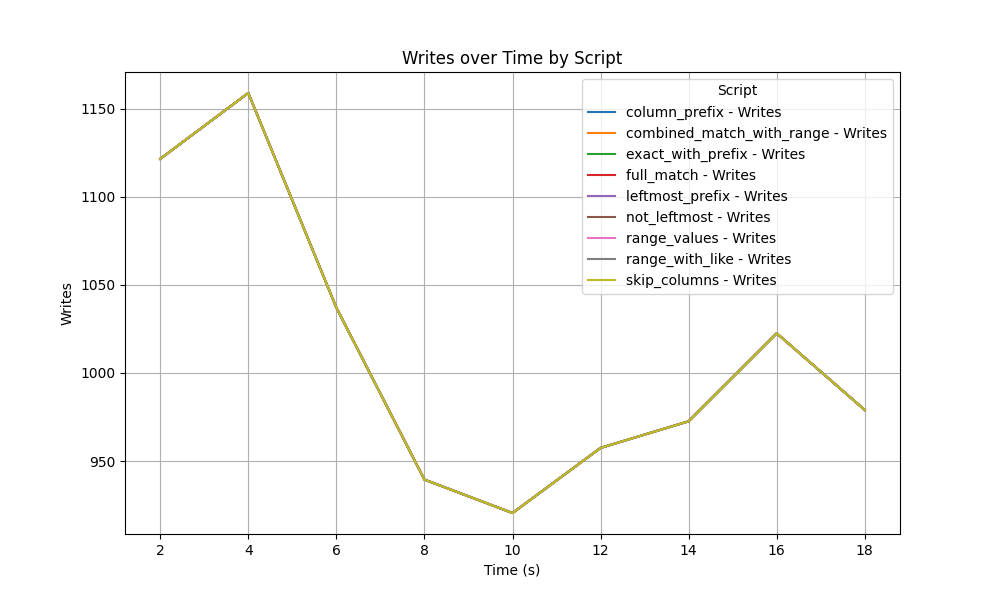 Writes over Time by Script
Script
column_prefix - Writes
combined_match_with_range - Writes
exact_with_prefix - Writes
full_match - Writes
leftmost_prefix - Writes
not_leftmost - Writes
range_values - Writes
range_with_like - Writes
skip_columns - Writes
Writes
1150
1100
1050
1000
950
2 4 6 8 10 12 14 16 18
Time (s)